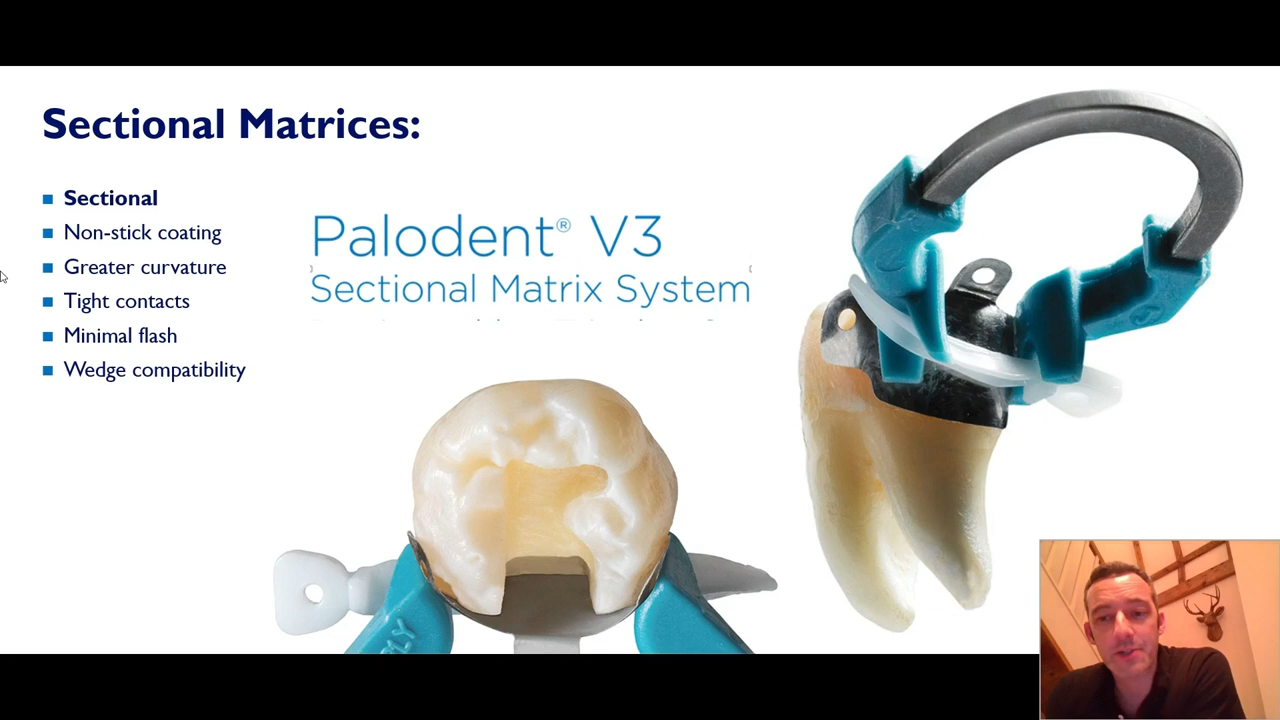 Sectional Matrices:
Sectional
Non-stick coating
Greater curvature
Tight contacts
Minimal flash
Wedge compatibility
Palodent® V3
Sectional Matrix System